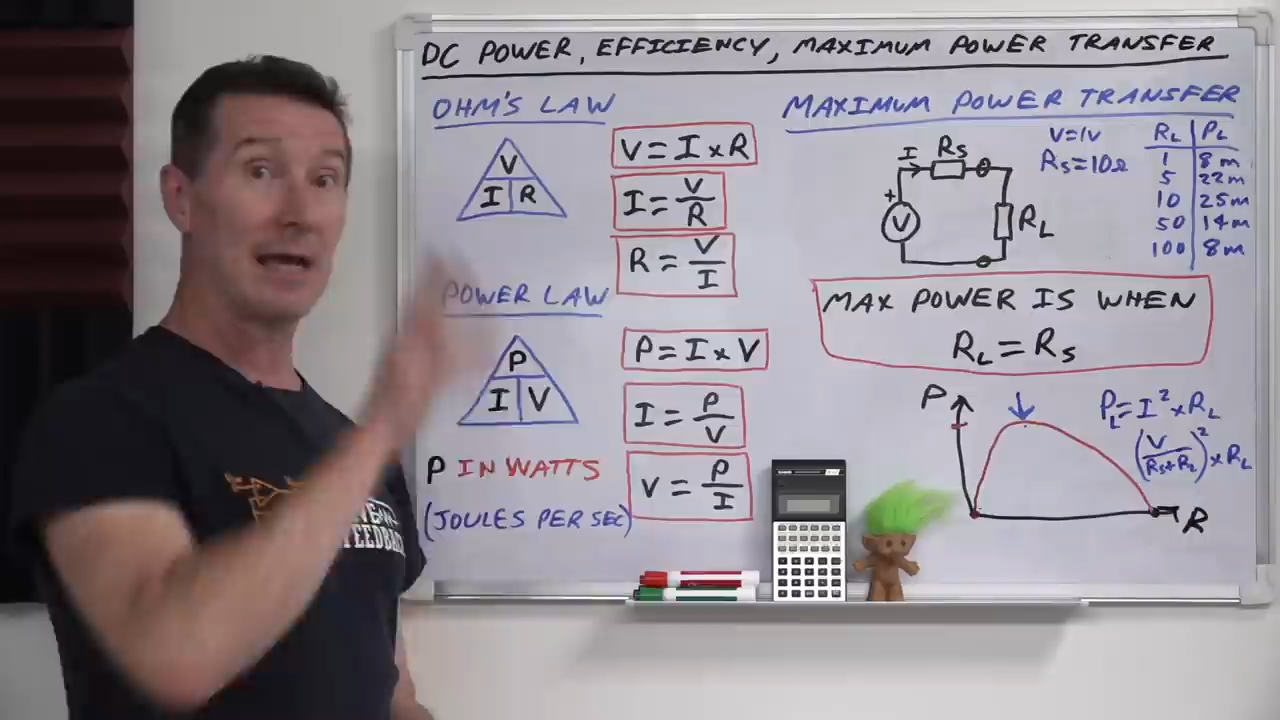 DC POWER, EFFICIENCY, MAXIMUM POWER TRANSFER
OHM'S LAW
V
I R
V = I x R
I = V/R
R = V/I
POWER LAW
P
I V
P = I x V
I = P/V
V = P/I
P IN WATTS
(JOULES PER SEC)
MAXIMUM POWER TRANSFER
I RS
+
V
RL
V=1V
RS=10Ω
RL PL
1 8m
5 22m
10 25m
50 14m
100 8m
MAX POWER IS WHEN
RL = RS
P
R
PL = I² x RL
(V/RS+RL)² x RL
FEEDBACK